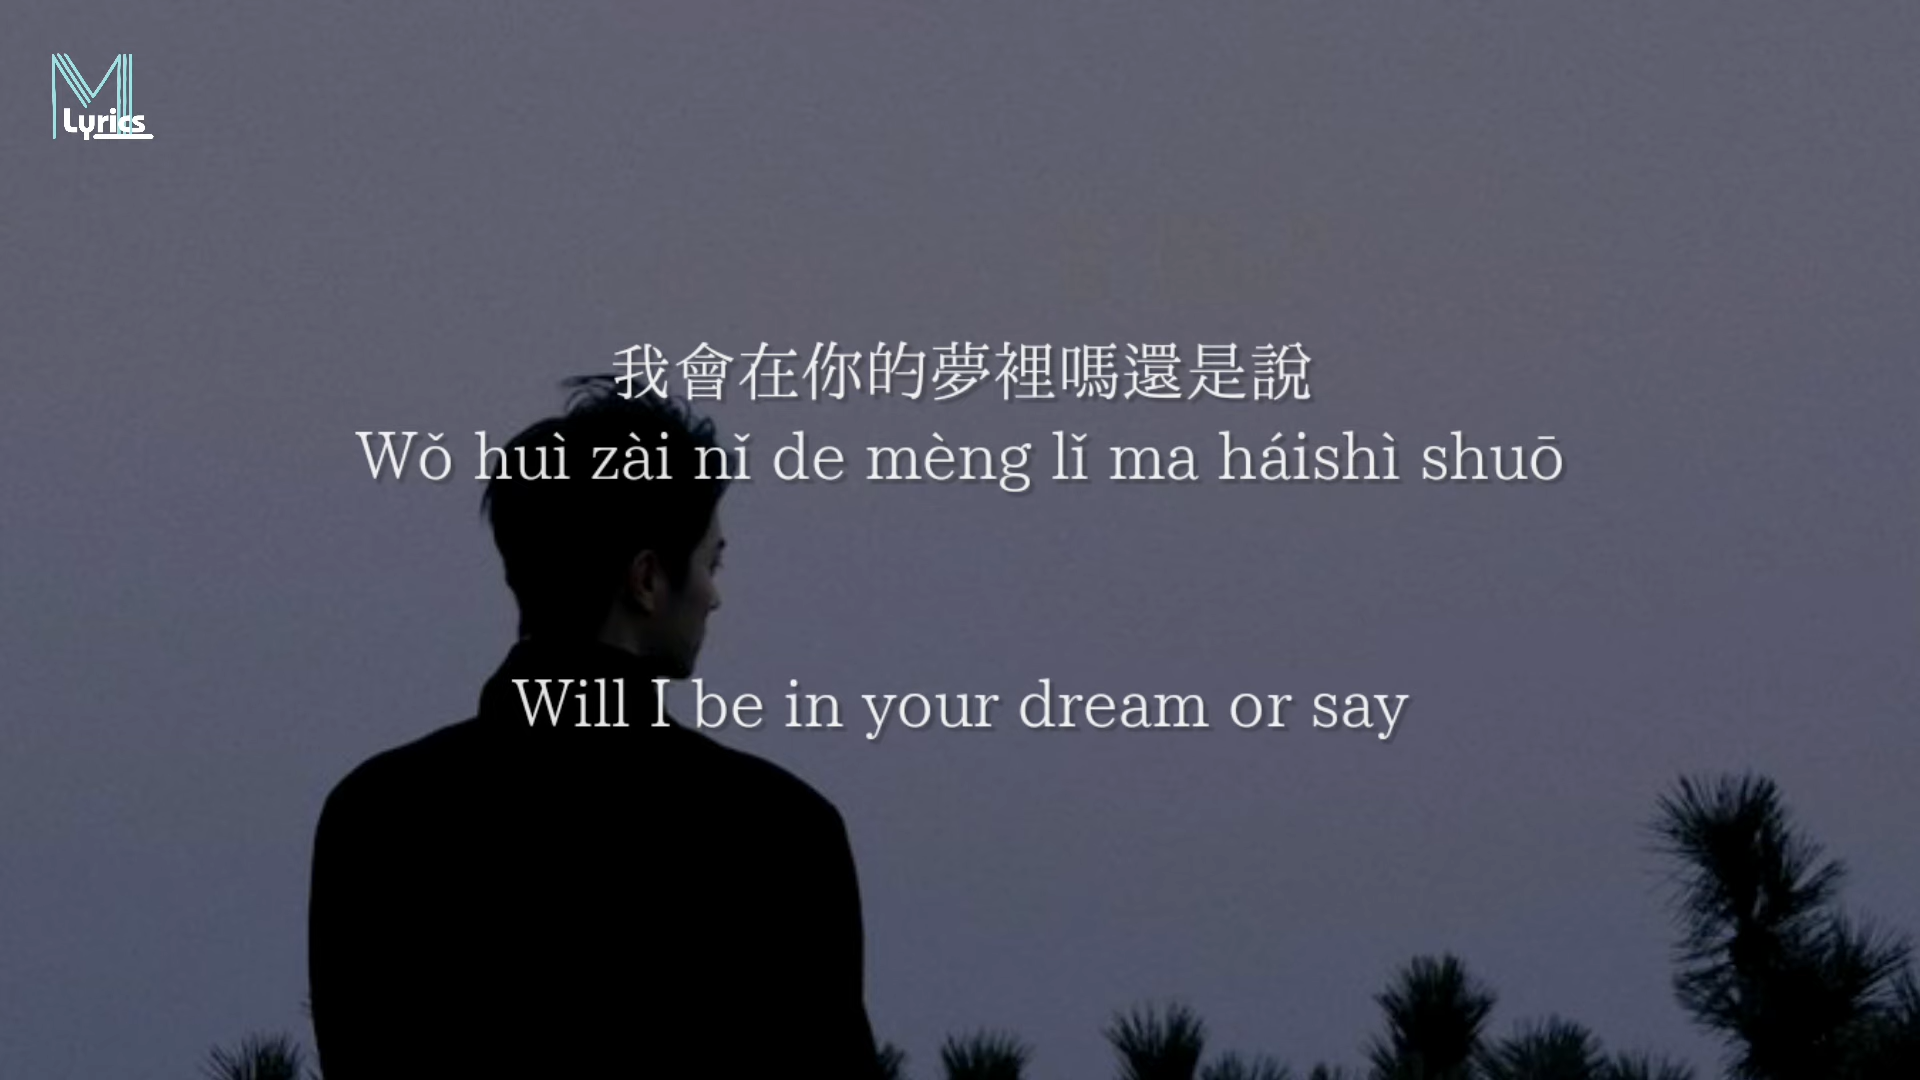 M
Lyrics
我會在你的夢裡嗎還是說
Wǒ huì zài nǐ de mèng lǐ ma háishì shuō
Will I be in your dream or say